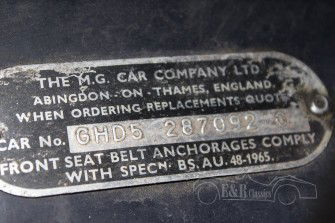 THE M.G. CAR COMPANY LTD
ABINGDON-ON-THAMES, ENGLAND
WHEN ORDERING REPLACEMENTS QUOTE
CAR No. GHD5 287092 G
FRONT SEAT BELT ANCHORAGES COMPLY
WITH SPECN. BS.AU. 48-1965.
E&R Classics